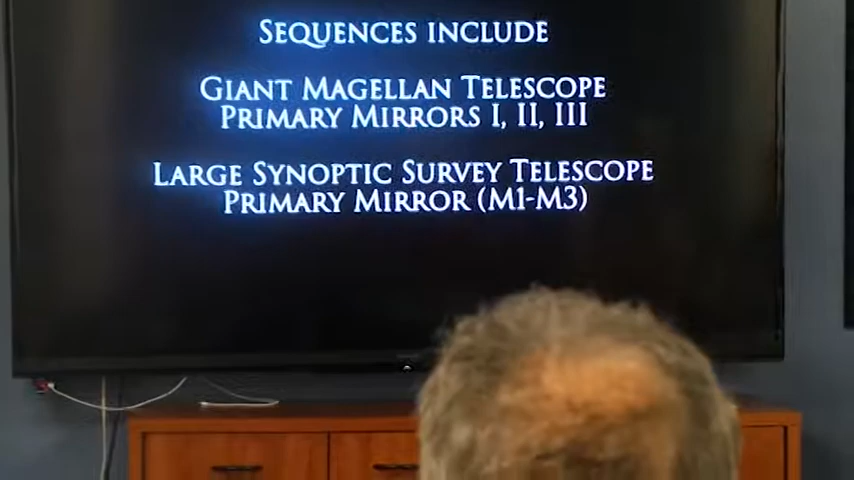 SEQUENCES INCLUDE
GIANT MAGELLAN TELESCOPE
PRIMARY MIRRORS I, II, III
LARGE SYNOPTIC SURVEY TELESCOPE
PRIMARY MIRROR (M1-M3)